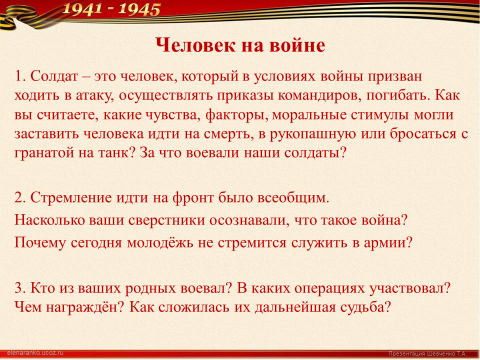 1941 - 1945
Человек на войне
1. Солдат – это человек, который в условиях войны призван
ходить в атаку, осуществлять приказы командиров, погибать. Как
вы считаете, какие чувства, факторы, моральные стимулы могли
заставить человека идти на смерть, в рукопашную или бросаться с
гранатой на танк? За что воевали наши солдаты?
2. Стремление идти на фронт было всеобщим.
Насколько ваши сверстники осознавали, что такое война?
Почему сегодня молодёжь не стремится служить в армии?
3. Кто из ваших родных воевал? В каких операциях участвовал?
Чем награждён? Как сложилась их дальнейшая судьба?
elenaranko.ucoz.ru
Презентация Шевченко Т.А.